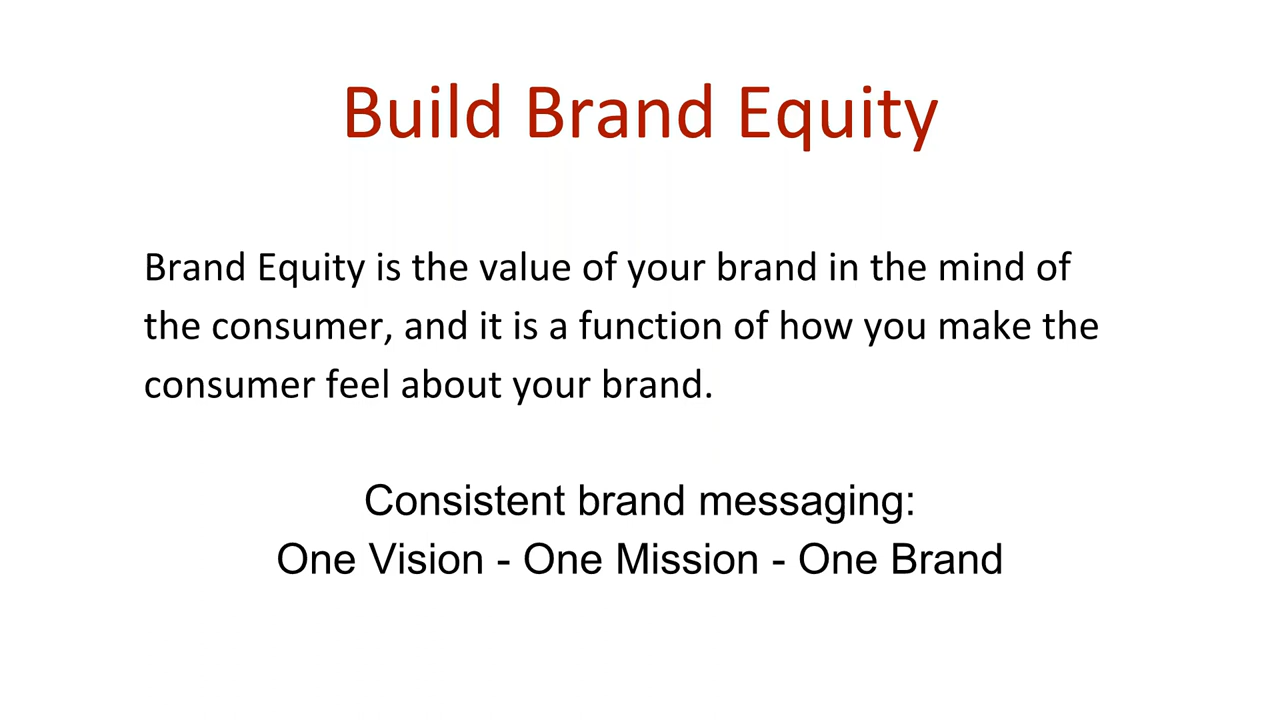 Build Brand Equity
Brand Equity is the value of your brand in the mind of
the consumer, and it is a function of how you make the
consumer feel about your brand.
Consistent brand messaging:
One Vision - One Mission - One Brand